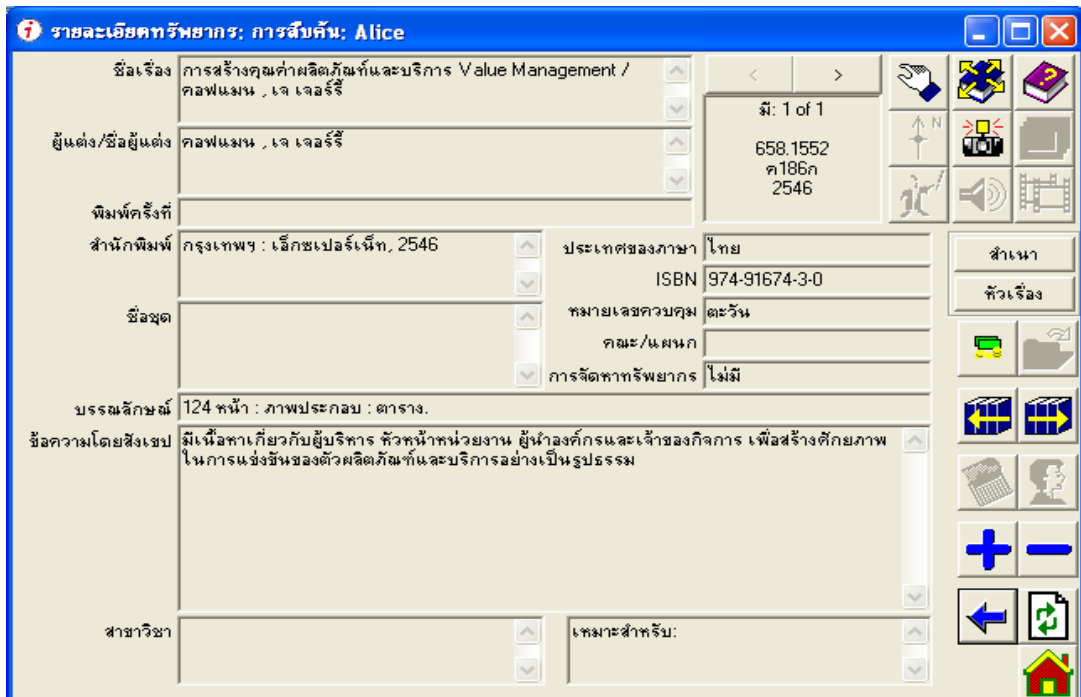 รายละเอียดทรัพยากร: การสืบค้น: Alice
ชื่อเรื่อง การสร้างคุณค่าผลิตภัณฑ์และบริการ Value Management /
คอฟแมน , เจ เจอร์รี่
< >
มี: 1 of 1
658.1552
ค186ก
2546
ผู้แต่ง/ชื่อผู้แต่ง คอฟแมน , เจ เจอร์รี่
พิมพ์ครั้งที่
สำนักพิมพ์ กรุงเทพฯ : เอ็กซเปอร์เน็ท, 2546
ประเทศของภาษา ไทย
ISBN 974-91674-3-0
ชื่อชุด
หมายเลขควบคุม ตะวัน
คณะ/แผนก
การจัดหาทรัพยากร ไม่มี
สำเนา
หัวเรื่อง
บรรณลักษณ์ 124 หน้า : ภาพประกอบ : ตาราง.
ข้อความโดยสังเขป มีเนื้อหาเกี่ยวกับผู้บริหาร หัวหน้าหน่วยงาน ผู้นำองค์กรและเจ้าของกิจการ เพื่อสร้างศักยภาพ
ในการแข่งขันของตัวผลิตภัณฑ์และบริการอย่างเป็นรูปธรรม
สาขาวิชา
เหมาะสำหรับ:
N